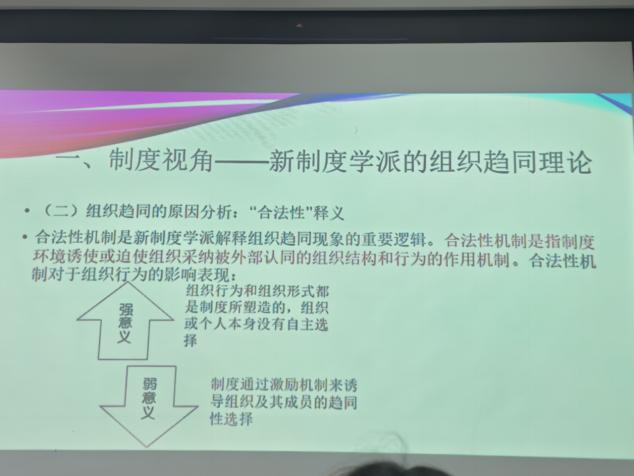 一、制度视角——新制度学派的组织趋同理论
• （二）组织趋同的原因分析：“合法性”释义
• 合法性机制是新制度学派解释组织趋同现象的重要逻辑。合法性机制是指制度
环境诱使或迫使组织采纳被外部认同的组织结构和行为的作用机制。合法性机
制对于组织行为的影响表现：
强意义
组织行为和组织形式都
是制度所塑造的，组织
或个人本身没有自主选
择
弱意义
制度通过激励机制来诱
导组织及其成员的趋同
性选择